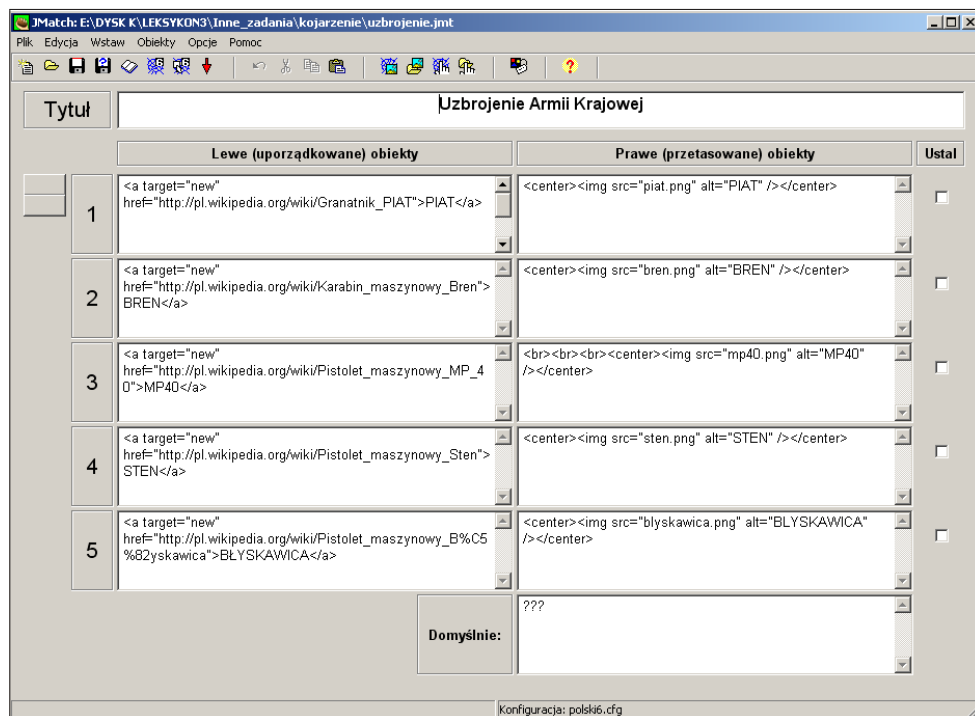 JMatch: E:\DYSK K\LEKSYKON3\Inne_zadania\kojarzenie\uzbrojenie.jmt
Plik Edycja Wstaw Obiekty Opcje Pomoc
Tytuł
Uzbrojenie Armii Krajowej
Lewe (uporządkowane) obiekty
Prawe (przetasowane) obiekty
Ustal
1
<a target="new"
href="http://pl.wikipedia.org/wiki/Granatnik_PIAT">PIAT</a>
<center><img src="piat.png" alt="PIAT" /></center>
2
<a target="new"
href="http://pl.wikipedia.org/wiki/Karabin_maszynowy_Bren">
BREN</a>
<center><img src="bren.png" alt="BREN" /></center>
3
<a target="new"
href="http://pl.wikipedia.org/wiki/Pistolet_maszynowy_MP_4
0">MP40</a>
<br><br><br><center><img src="mp40.png" alt="MP40"
/></center>
4
<a target="new"
href="http://pl.wikipedia.org/wiki/Pistolet_maszynowy_Sten">
STEN</a>
<center><img src="sten.png" alt="STEN" /></center>
5
<a target="new"
href="http://pl.wikipedia.org/wiki/Pistolet_maszynowy_B%C5
%82yskawica">BŁYSKAWICA</a>
<center><img src="blyskawica.png" alt="BLYSKAWICA"
/></center>
Domyślnie:
???
Konfiguracja: polski6.cfg